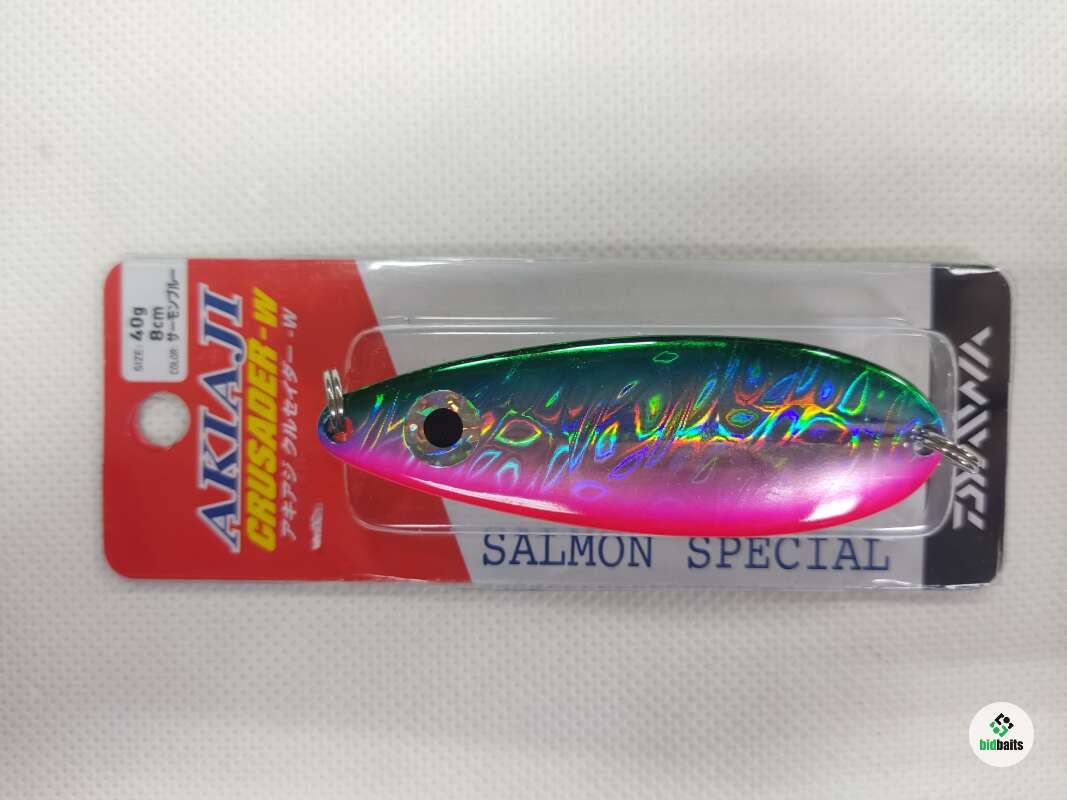 SIZE: 40g
8cm
COLOR: サーモンブルー
AKIAJI
CRUSADER-W
アキアジ クルセイダー -W
SALMON SPECIAL
DAIWA
bidbaits